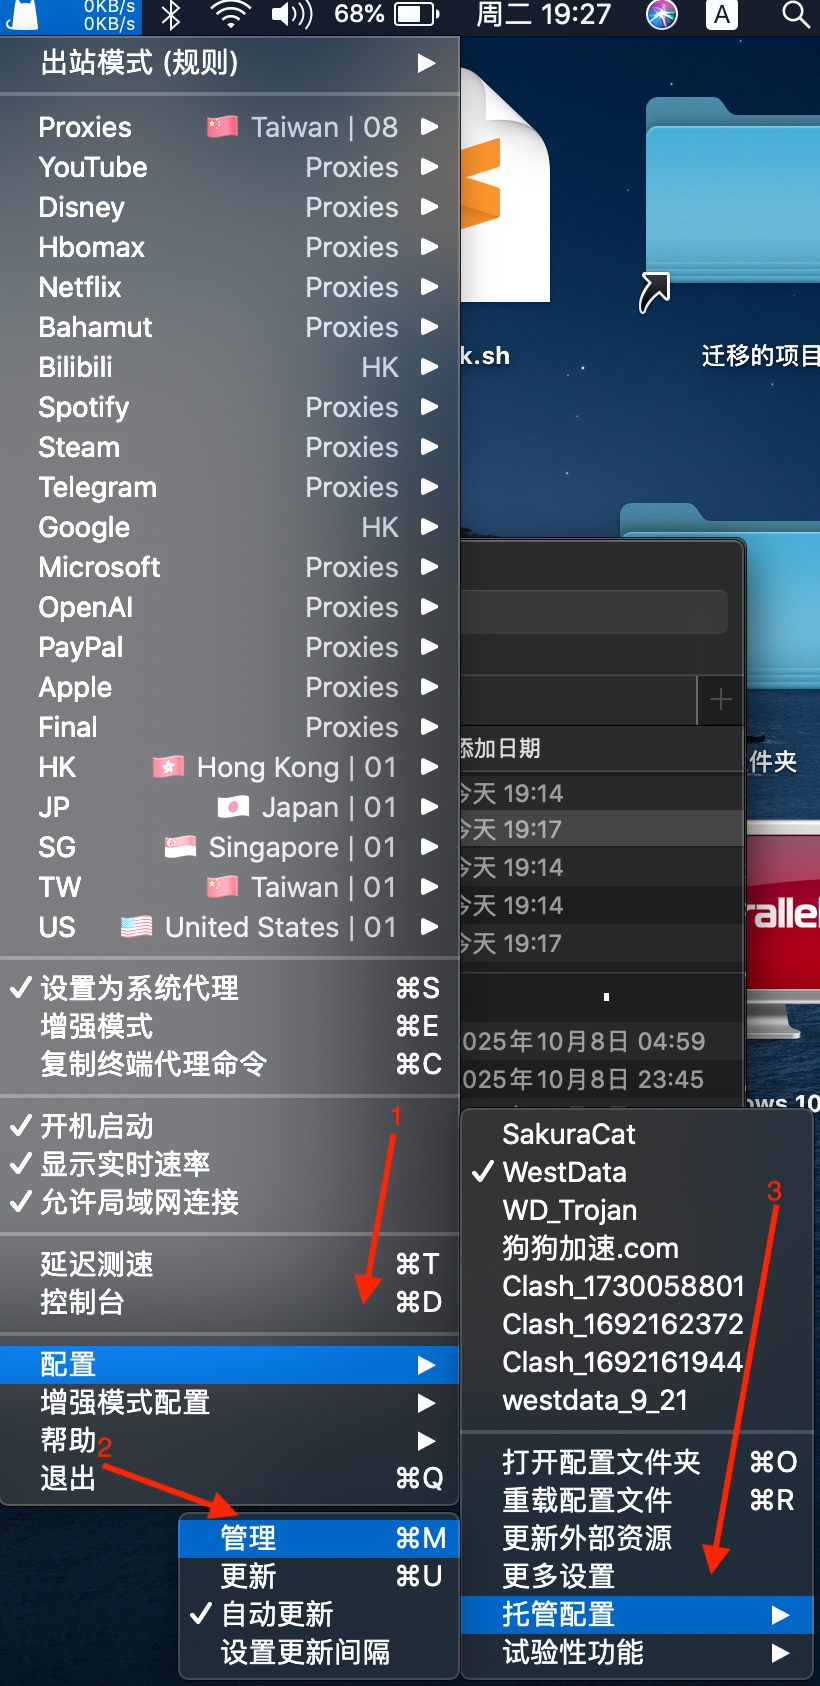 0KB/s
0KB/s
68%
周二 19:27
A
出站模式 (规则)
Proxies Taiwan | 08
YouTube Proxies
Disney Proxies
Hbomax Proxies
Netflix Proxies
Bahamut Proxies
Bilibili HK
Spotify Proxies
Steam Proxies
Telegram Proxies
Google HK
Microsoft Proxies
OpenAI Proxies
PayPal Proxies
Apple Proxies
Final Proxies
HK Hong Kong | 01
JP Japan | 01
SG Singapore | 01
TW Taiwan | 01
US United States | 01
✓ 设置为系统代理 ⌘S
增强模式 ⌘E
复制终端代理命令 ⌘C
✓ 开机启动
✓ 显示实时速率
✓ 允许局域网连接
延迟测速 ⌘T
控制台 ⌘D
配置
增强模式配置
帮助
退出 ⌘Q
1
2
3
管理 ⌘M
更新 ⌘U
✓ 自动更新
设置更新间隔
SakuraCat
✓ WestData
WD_Trojan
狗狗加速.com
Clash_1730058801
Clash_1692162372
Clash_1692161944
westdata_9_21
打开配置文件夹 ⌘O
重载配置文件 ⌘R
更新外部资源
更多设置
托管配置
试验性功能
k.sh
迁移的项目
件夹
添加日期
今天 19:14
今天 19:17
今天 19:14
今天 19:14
今天 19:17
025年10月8日 04:59
025年10月8日 23:45
rallel
ows 10